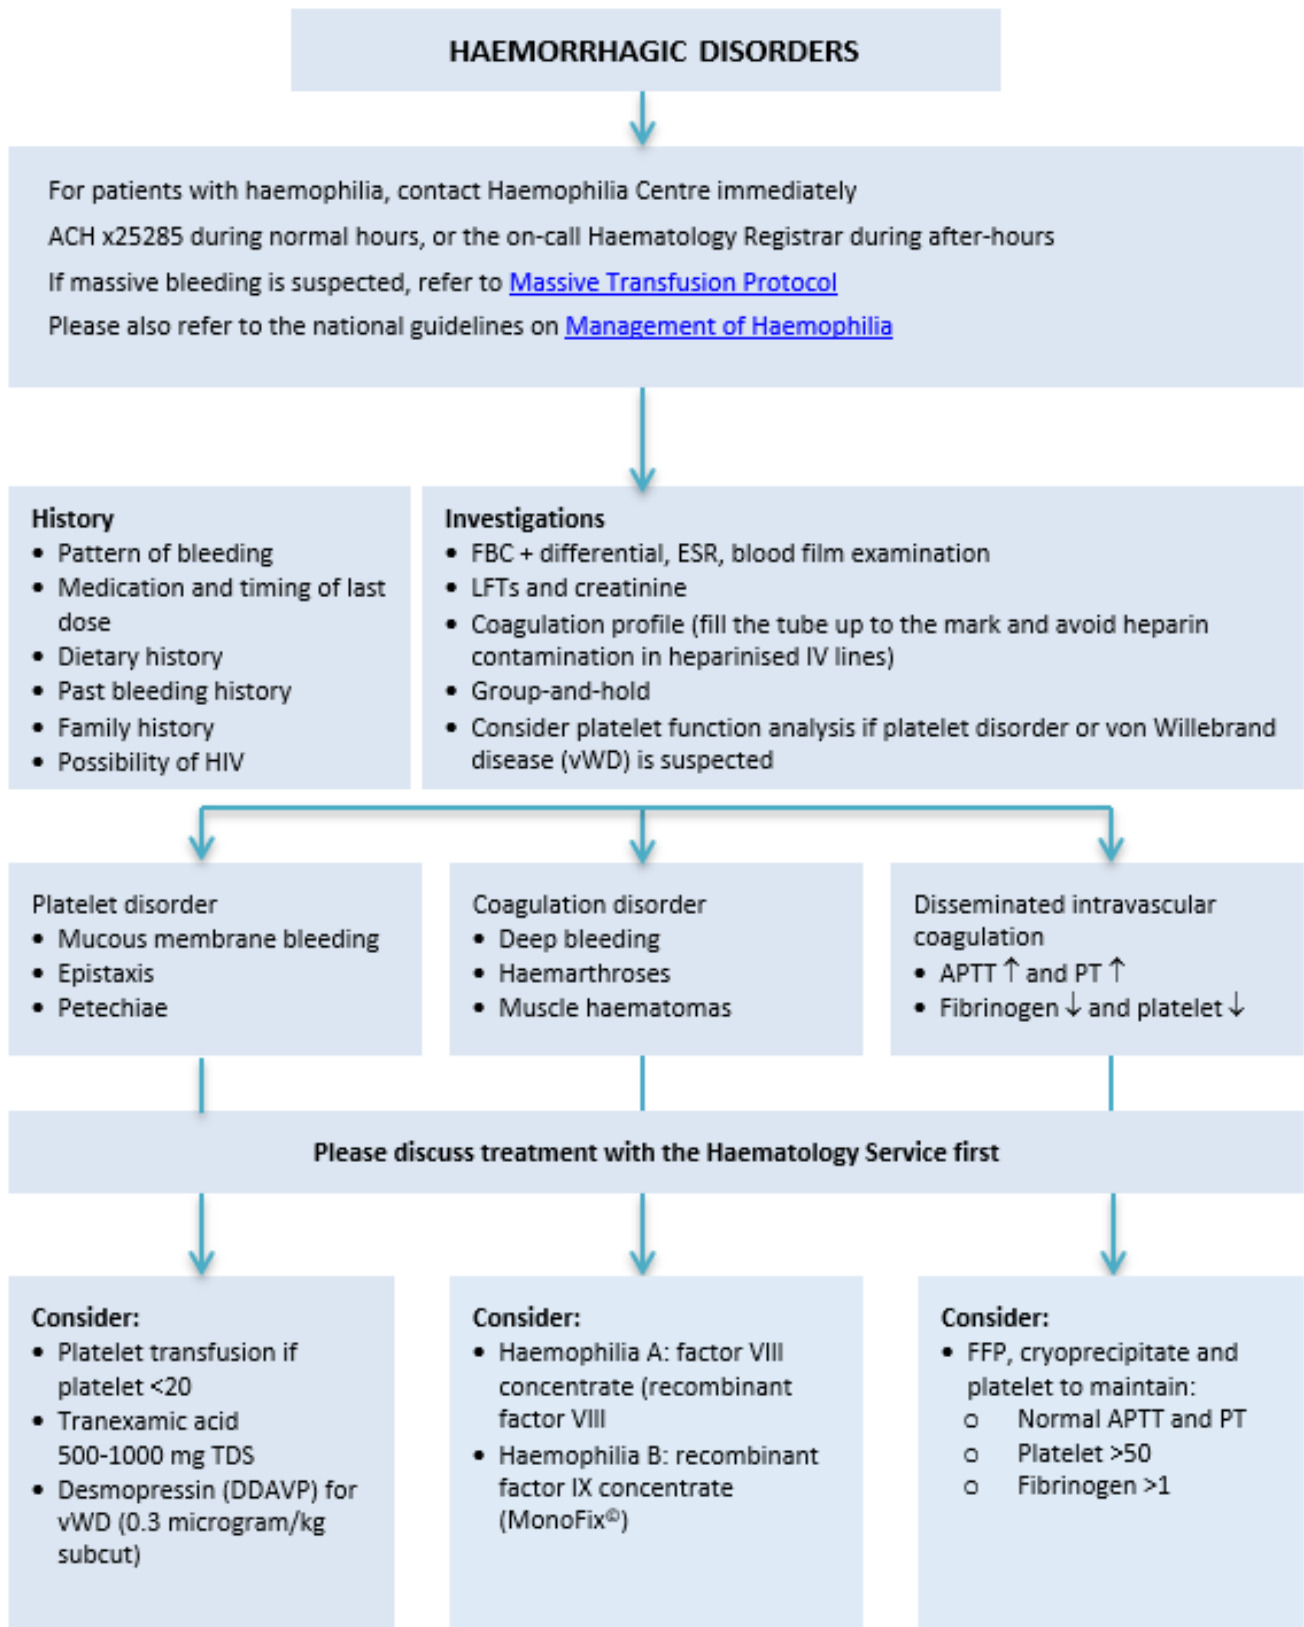 HAEMORRHAGIC DISORDERS
For patients with haemophilia, contact Haemophilia Centre immediately
ACH x25285 during normal hours, or the on-call Haematology Registrar during after-hours
If massive bleeding is suspected, refer to Massive Transfusion Protocol
Please also refer to the national guidelines on Management of Haemophilia
History
• Pattern of bleeding
• Medication and timing of last
dose
• Dietary history
• Past bleeding history
• Family history
• Possibility of HIV
Investigations
• FBC + differential, ESR, blood film examination
• LFTs and creatinine
• Coagulation profile (fill the tube up to the mark and avoid heparin
contamination in heparinised IV lines)
• Group-and-hold
• Consider platelet function analysis if platelet disorder or von Willebrand
disease (vWD) is suspected
Platelet disorder
• Mucous membrane bleeding
• Epistaxis
• Petechiae
Coagulation disorder
• Deep bleeding
• Haemarthroses
• Muscle haematomas
Disseminated intravascular
coagulation
• APTT ↑ and PT ↑
• Fibrinogen ↓ and platelet ↓
Please discuss treatment with the Haematology Service first
Consider:
• Platelet transfusion if
platelet <20
• Tranexamic acid
500-1000 mg TDS
• Desmopressin (DDAVP) for
vWD (0.3 microgram/kg
subcut)
Consider:
• Haemophilia A: factor VIII
concentrate (recombinant
factor VIII
• Haemophilia B: recombinant
factor IX concentrate
(MonoFix©)
Consider:
• FFP, cryoprecipitate and
platelet to maintain:
o Normal APTT and PT
o Platelet >50
o Fibrinogen >1